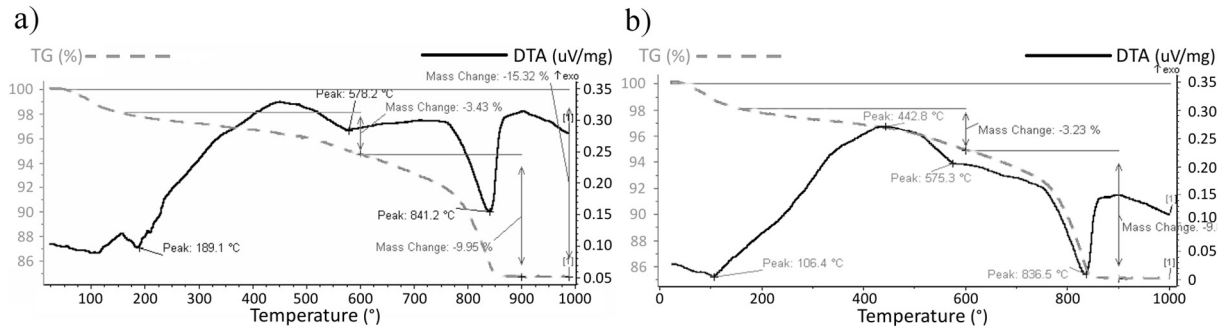 a)
TG (%)
DTA (uV/mg)
Mass Change: -15.32 %
↑exo
Peak: 578.2 °C
Mass Change: -3.43 %
[1]
Peak: 841.2 °C
Mass Change: -9.95 %
Peak: 189.1 °C
[1]
100
98
96
94
92
90
88
86
0.35
0.30
0.25
0.20
0.15
0.10
0.05
100 200 300 400 500 600 700 800 900 1000
Temperature (°)
b)
TG (%)
DTA (uV/mg)
↑exo
Peak: 442.8 °C
Mass Change: -3.23 %
Peak: 575.3 °C
[1]
Mass Change: -9.
Peak: 106.4 °C
Peak: 836.5 °C
[1]
100
98
96
94
92
90
88
86
0.35
0.30
0.25
0.20
0.15
0.10
0.05
0
0 200 400 600 800 1000
Temperature (°)